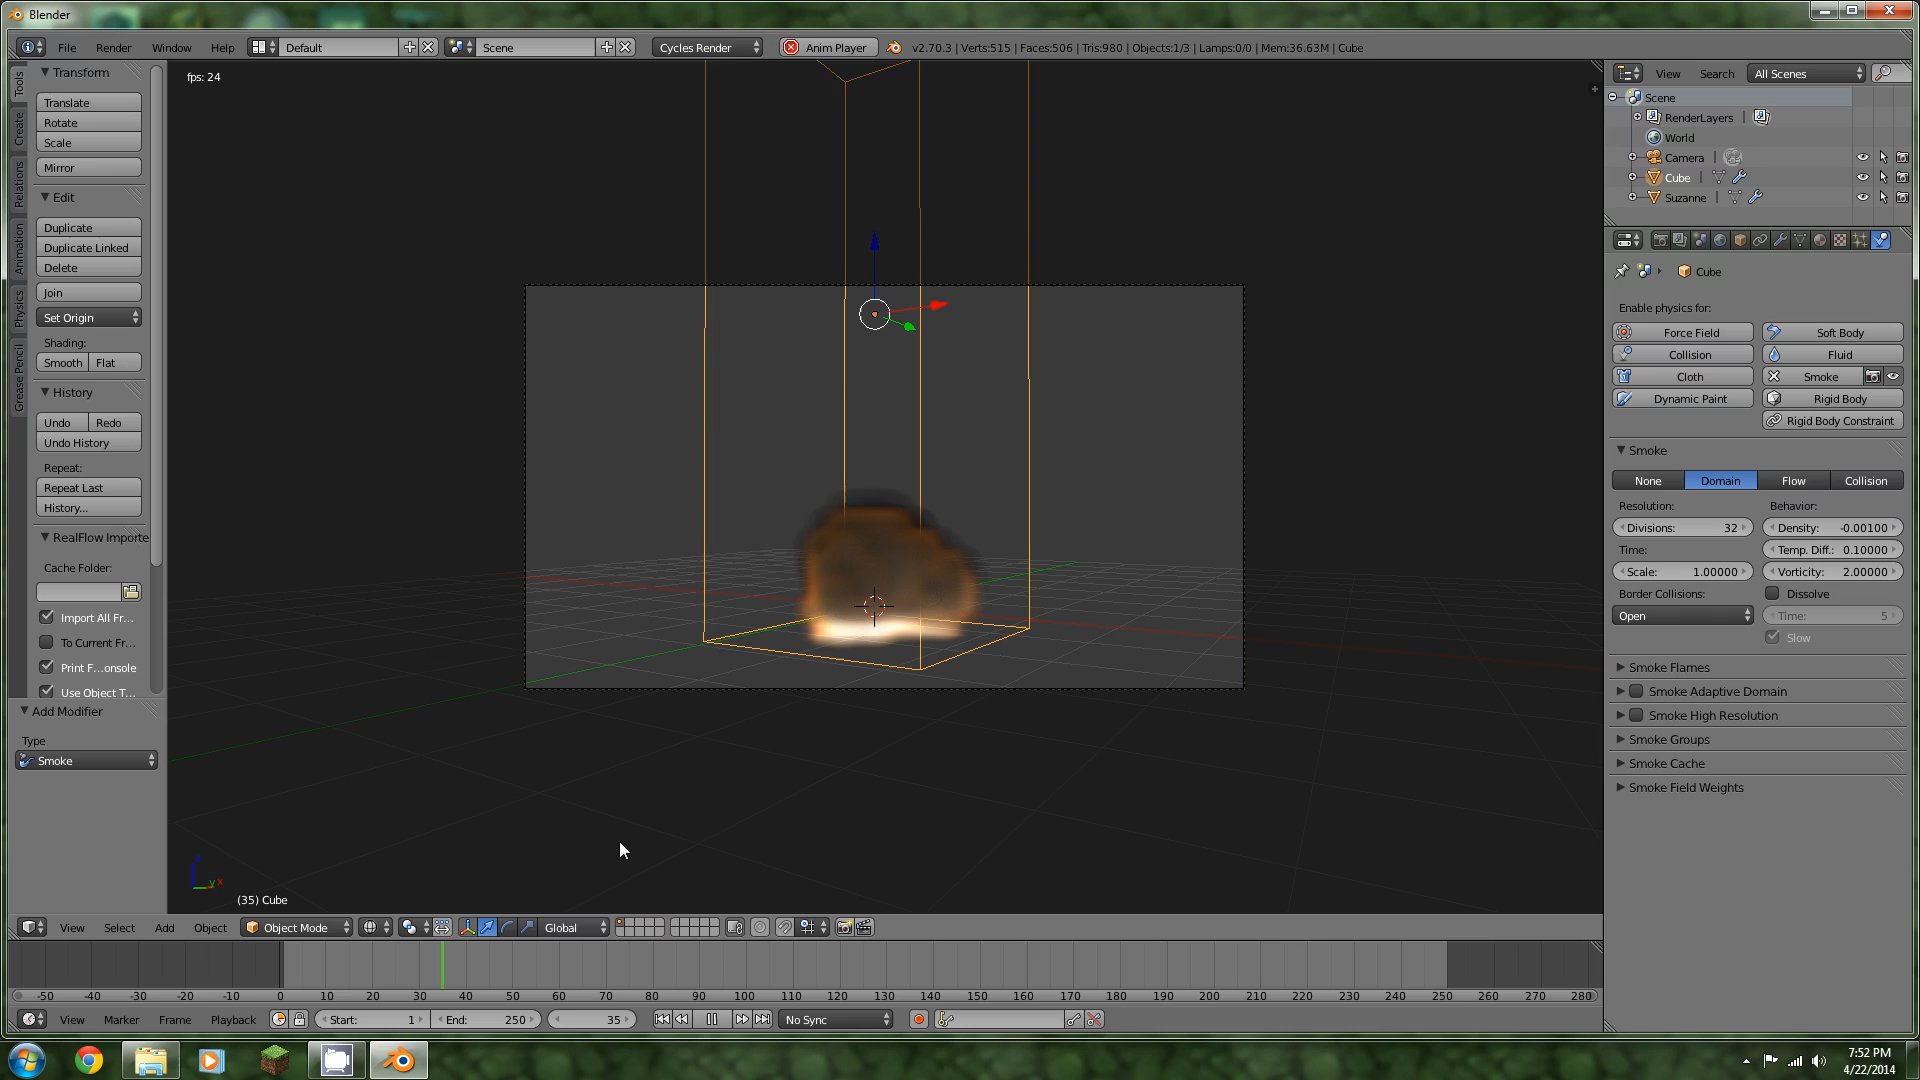 Blender
File Render Window Help Default Scene Cycles Render Anim Player v2.70.3 | Verts:515 | Faces:506 | Tris:980 | Objects:1/3 | Lamps:0/0 | Mem:36.63M | Cube
Tools
Create
Relations
Animation
Physics
Grease Pencil
Transform
Translate
Rotate
Scale
Mirror
Edit
Duplicate
Duplicate Linked
Delete
Join
Set Origin
Shading:
Smooth Flat
History
Undo Redo
Undo History
Repeat:
Repeat Last
History...
RealFlow Importe
Cache Folder:
Import All Fr...
To Current Fr...
Print F...onsole
Use Object T...
Add Modifier
Type
Smoke
fps: 24
(35) Cube
View Search All Scenes
Scene
RenderLayers
World
Camera
Cube
Suzanne
Cube
Enable physics for:
Force Field Soft Body
Collision Fluid
Cloth Smoke
Dynamic Paint Rigid Body
Rigid Body Constraint
Smoke
None Domain Flow Collision
Resolution: Behavior:
Divisions: 32 Density: -0.00100
Time: Temp. Diff.: 0.10000
Scale: 1.00000 Vorticity: 2.00000
Border Collisions: Dissolve
Open Time: 5
Slow
Smoke Flames
Smoke Adaptive Domain
Smoke High Resolution
Smoke Groups
Smoke Cache
Smoke Field Weights
View Select Add Object Object Mode Global
-50 -40 -30 -20 -10 0 10 20 30 40 50 60 70 80 90 100 110 120 130 140 150 160 170 180 190 200 210 220 230 240 250 260 270 280
View Marker Frame Playback Start: 1 End: 250 35 No Sync
7:52 PM
4/22/2014